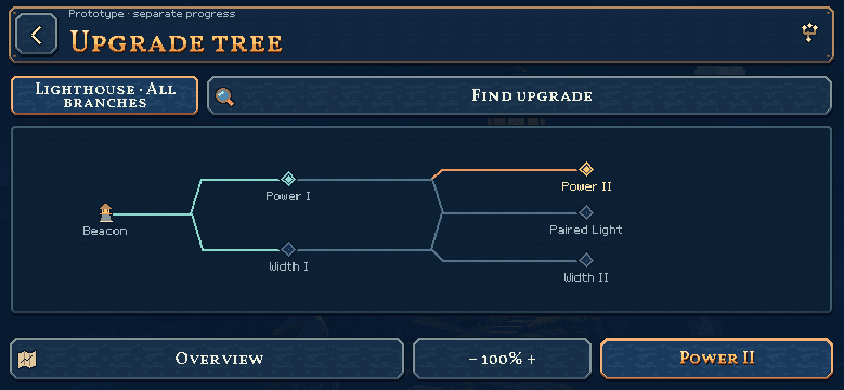 Prototype · separate progress
Upgrade tree
Lighthouse · All
branches
Find upgrade
Power II
Power I
Paired Light
Beacon
Width I
Width II
Overview
− 100% +
Power II